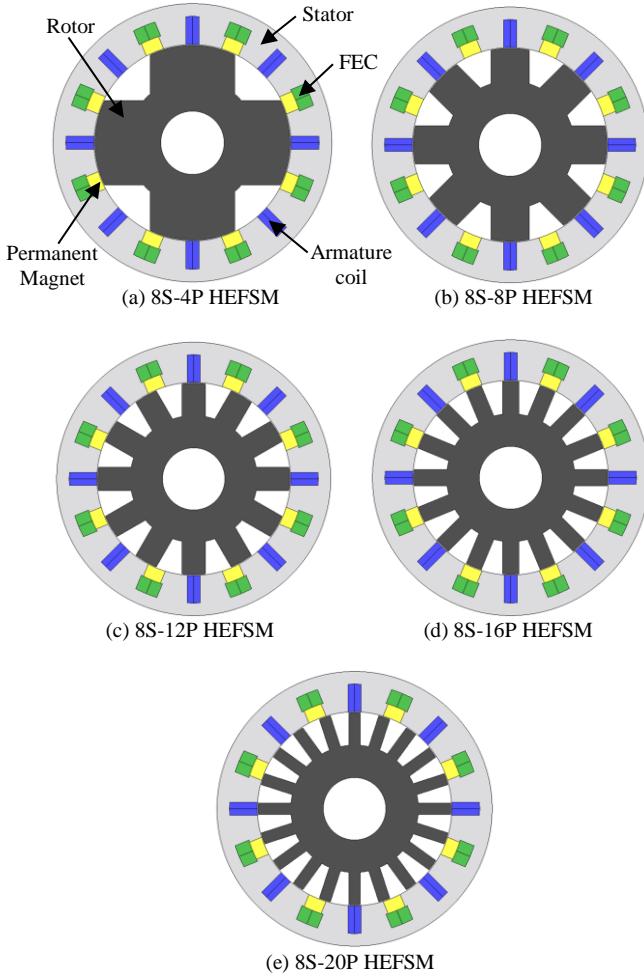 Rotor
Stator
FEC
Permanent
Magnet
Armature
coil
(a) 8S-4P HEFSM
(b) 8S-8P HEFSM
(c) 8S-12P HEFSM
(d) 8S-16P HEFSM
(e) 8S-20P HEFSM